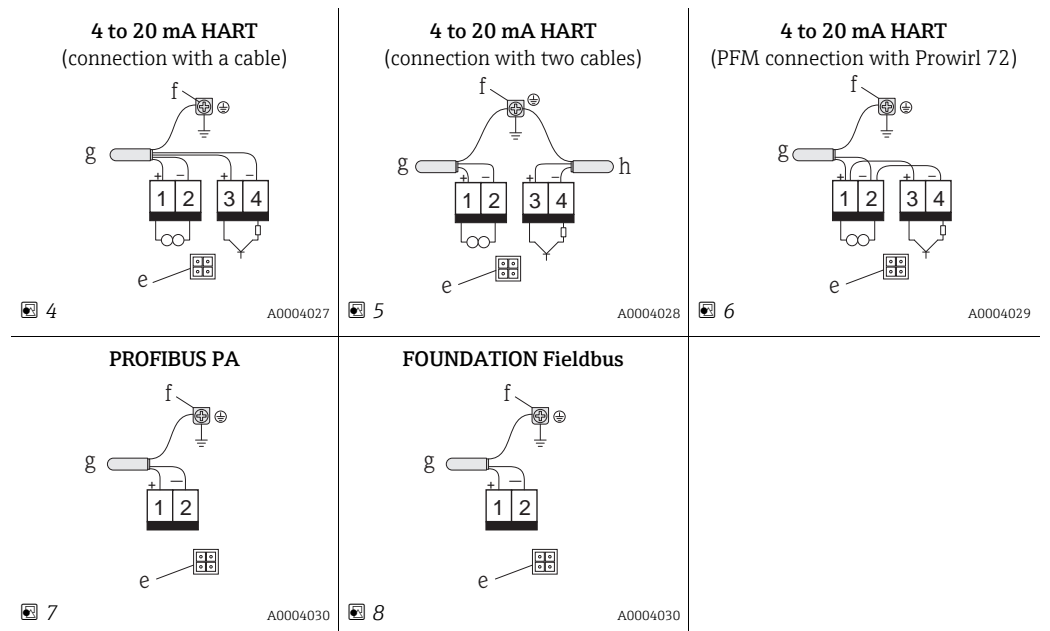 4 to 20 mA HART
(connection with a cable)
f
g
+ – + –
1 2 3 4
e
4
A0004027
4 to 20 mA HART
(connection with two cables)
f
g h
+ – + –
1 2 3 4
e
5
A0004028
4 to 20 mA HART
(PFM connection with Prowirl 72)
f
g
+ – + –
1 2 3 4
e
6
A0004029
PROFIBUS PA
f
g
+ –
1 2
e
7
A0004030
FOUNDATION Fieldbus
f
g
+ –
1 2
e
8
A0004030